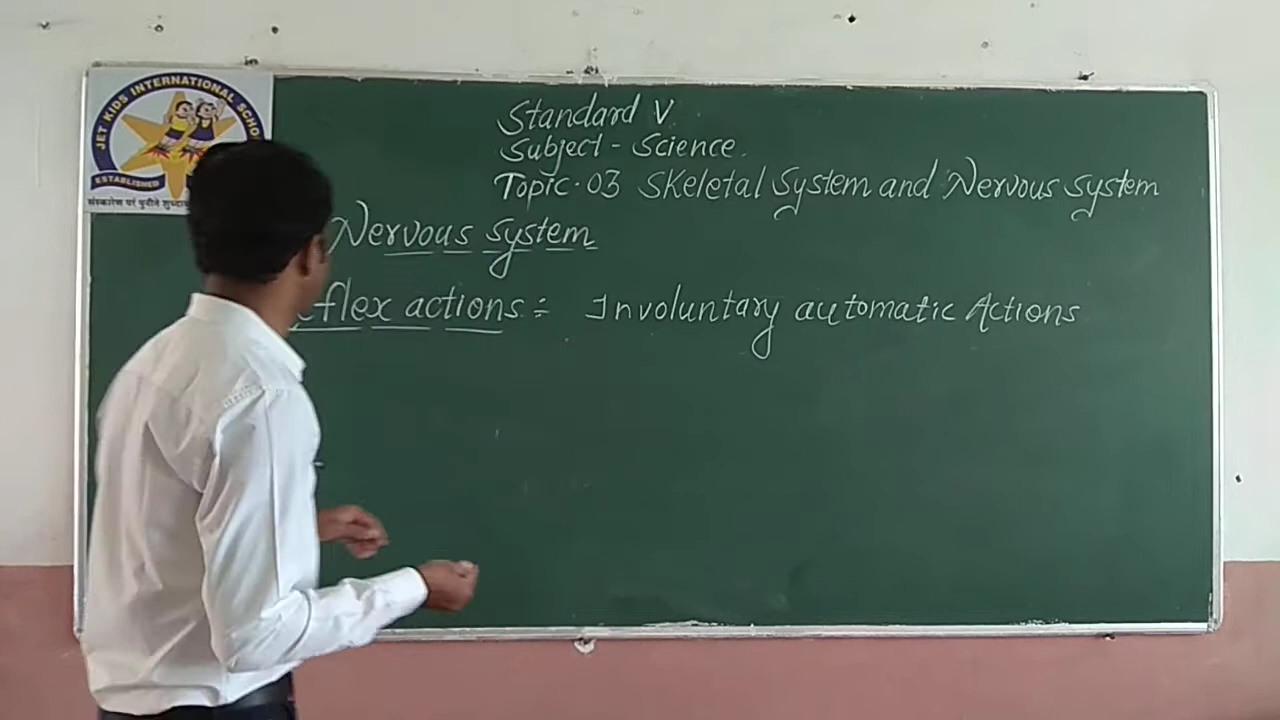 JET KIDS INTERNATIONAL SCHO
ESTABLISHED
संस्कारेण परं पुनीते
Standard V
Subject - Science.
Topic. 03 Skeletal System and Nervous System
Nervous system
eflex actions :- Involuntary automatic Actions